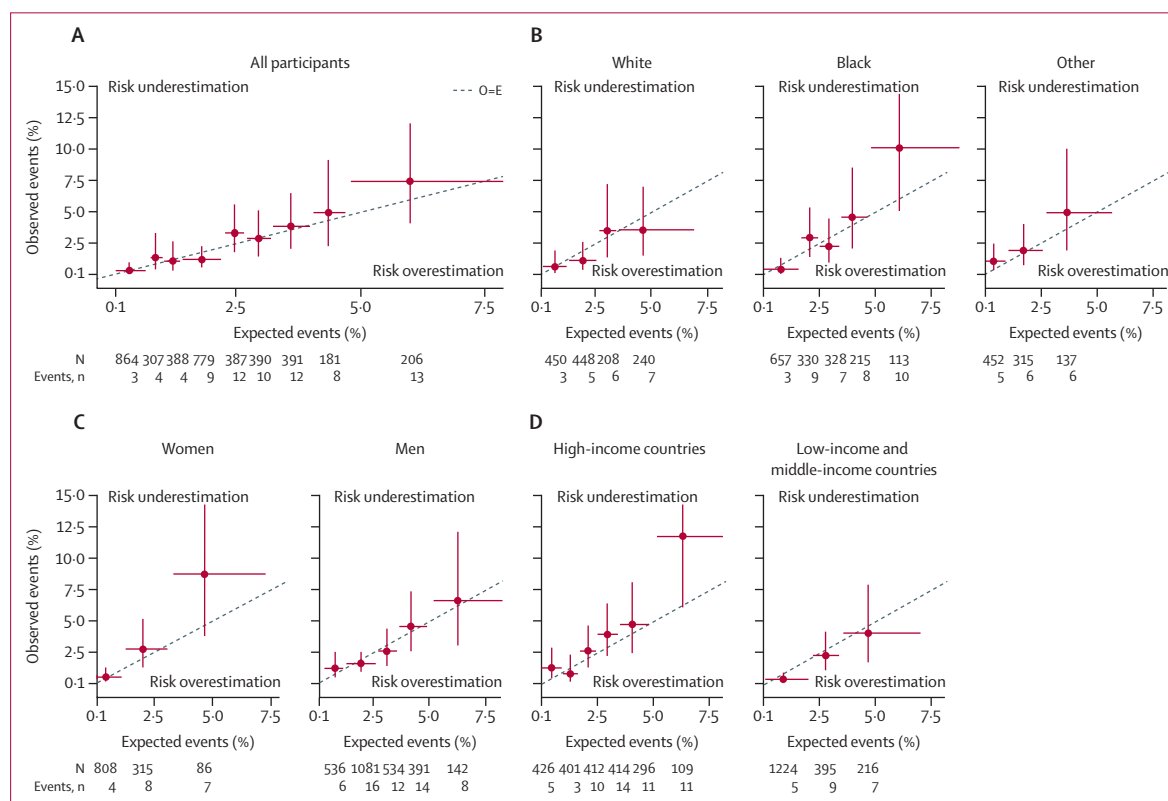 A
B
All participants
White
Black
Other
15·0
12·5
10·0
7·5
5·0
2·5
0·1
Observed events (%)
Risk underestimation
O=E
Risk overestimation
Risk underestimation
Risk overestimation
Risk underestimation
Risk overestimation
Risk underestimation
Risk overestimation
0·1 2·5 5·0 7·5
0·1 2·5 5·0 7·5
0·1 2·5 5·0 7·5
0·1 2·5 5·0 7·5
Expected events (%)
Expected events (%)
Expected events (%)
Expected events (%)
N 864 307 388 779 387 390 391 181 206
Events, n 3 4 4 9 12 10 12 8 13
450 448 208 240
3 5 6 7
657 330 328 215 113
3 9 7 8 10
452 315 137
5 6 6
C
D
Women
Men
High-income countries
Low-income and
middle-income countries
15·0
12·5
10·0
7·5
5·0
2·5
0·1
Observed events (%)
Risk underestimation
Risk overestimation
Risk underestimation
Risk overestimation
Risk underestimation
Risk overestimation
Risk underestimation
Risk overestimation
0·1 2·5 5·0 7·5
0·1 2·5 5·0 7·5
0·1 2·5 5·0 7·5
0·1 2·5 5·0 7·5
Expected events (%)
Expected events (%)
Expected events (%)
Expected events (%)
N 808 315 86
Events, n 4 8 7
536 1081 534 391 142
6 16 12 14 8
426 401 412 414 296 109
5 3 10 14 11 11
1224 395 216
5 9 7